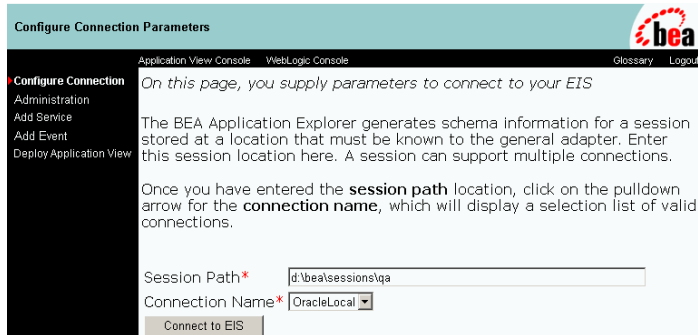 Configure Connection Parameters
bea
Application View Console WebLogic Console Glossary Logout
Configure Connection
Administration
Add Service
Add Event
Deploy Application View
On this page, you supply parameters to connect to your EIS
The BEA Application Explorer generates schema information for a session
stored at a location that must be known to the general adapter. Enter
this session location here. A session can support multiple connections.
Once you have entered the session path location, click on the pulldown
arrow for the connection name, which will display a selection list of valid
connections.
Session Path* d:\bea\sessions\qa
Connection Name* OracleLocal
Connect to EIS